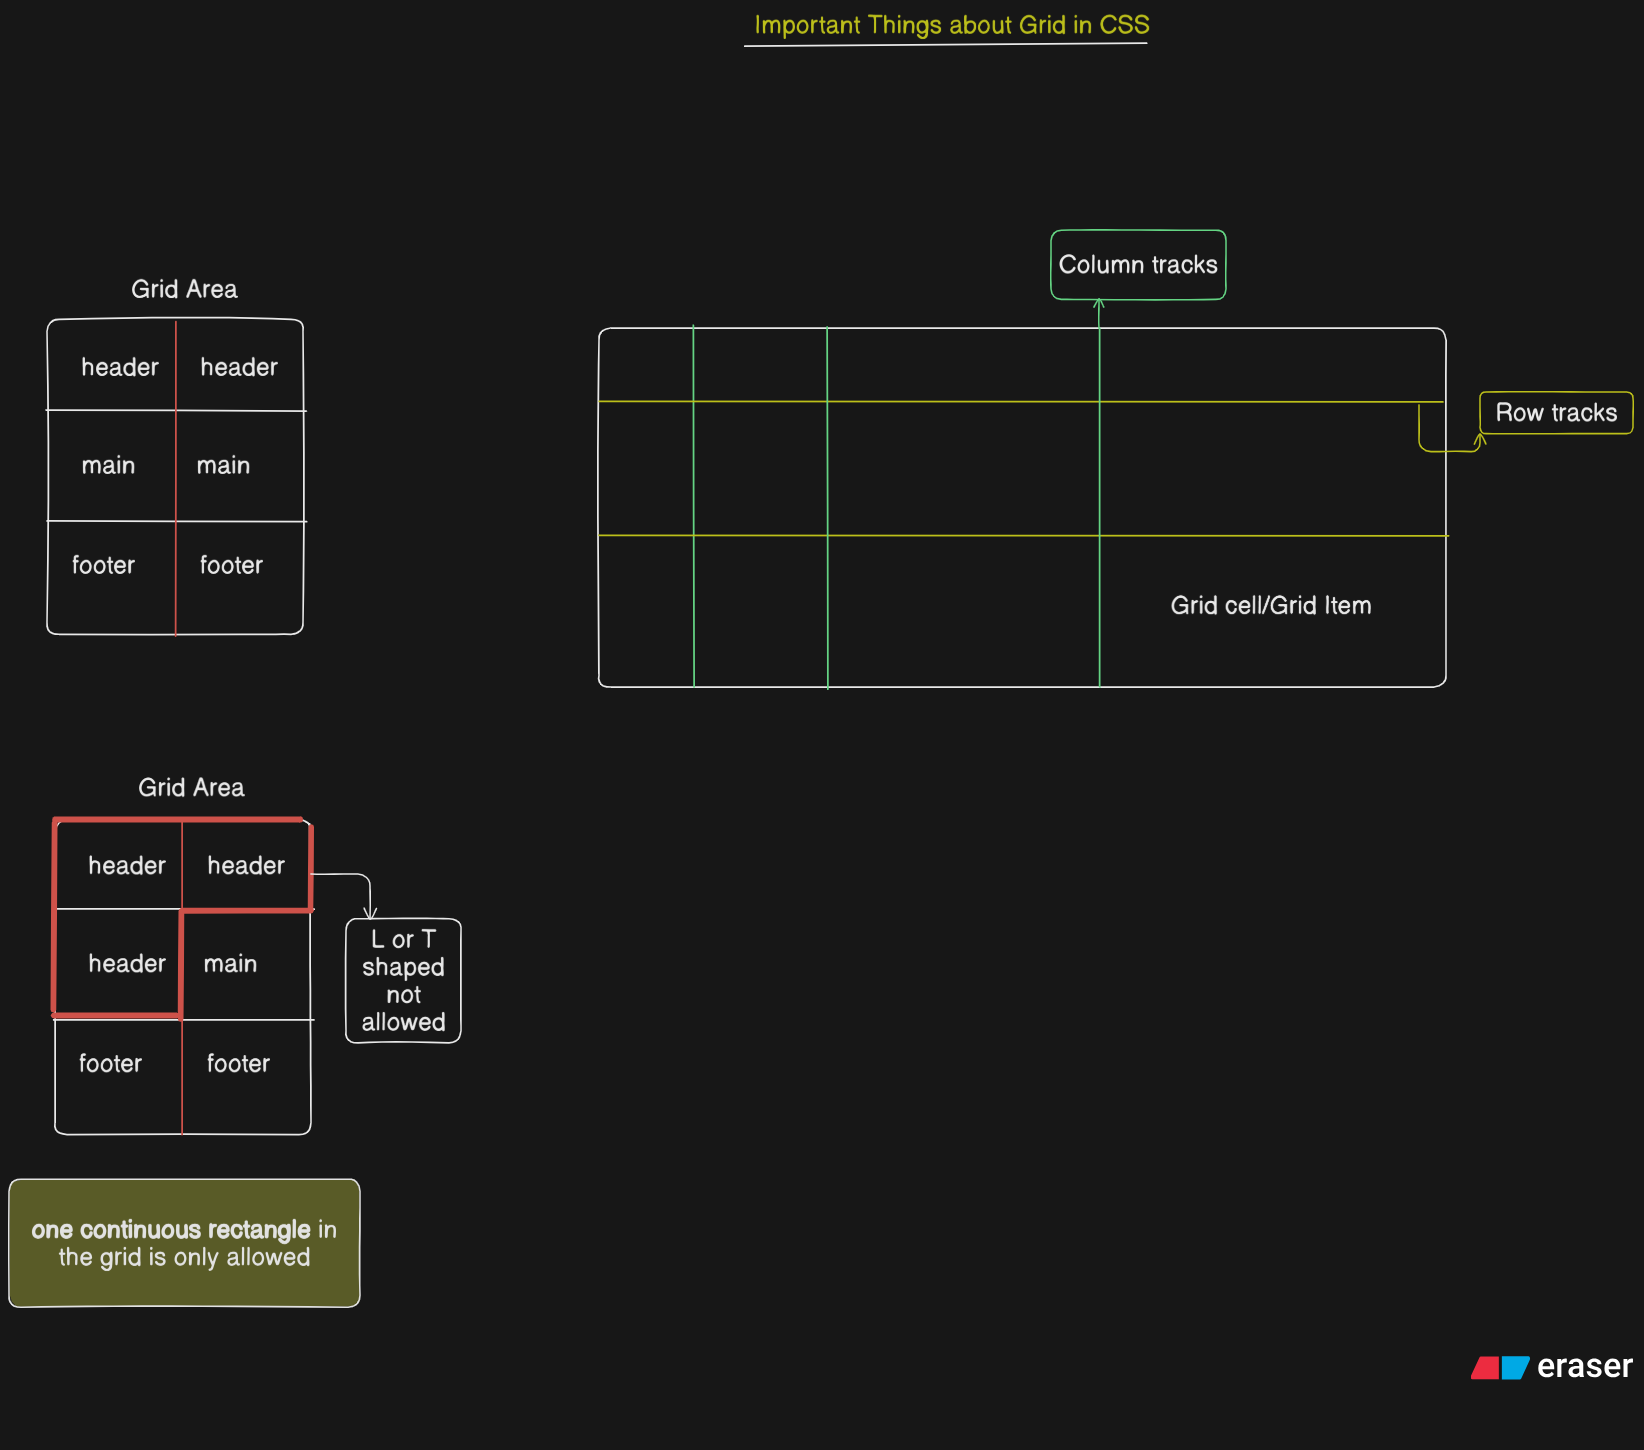 Important Things about Grid in CSS
Column tracks
Row tracks
Grid cell/Grid Item
Grid Area
header header
main main
footer footer
Grid Area
header header
header main
footer footer
L or T
shaped
not
allowed
one continuous rectangle in
the grid is only allowed
eraser